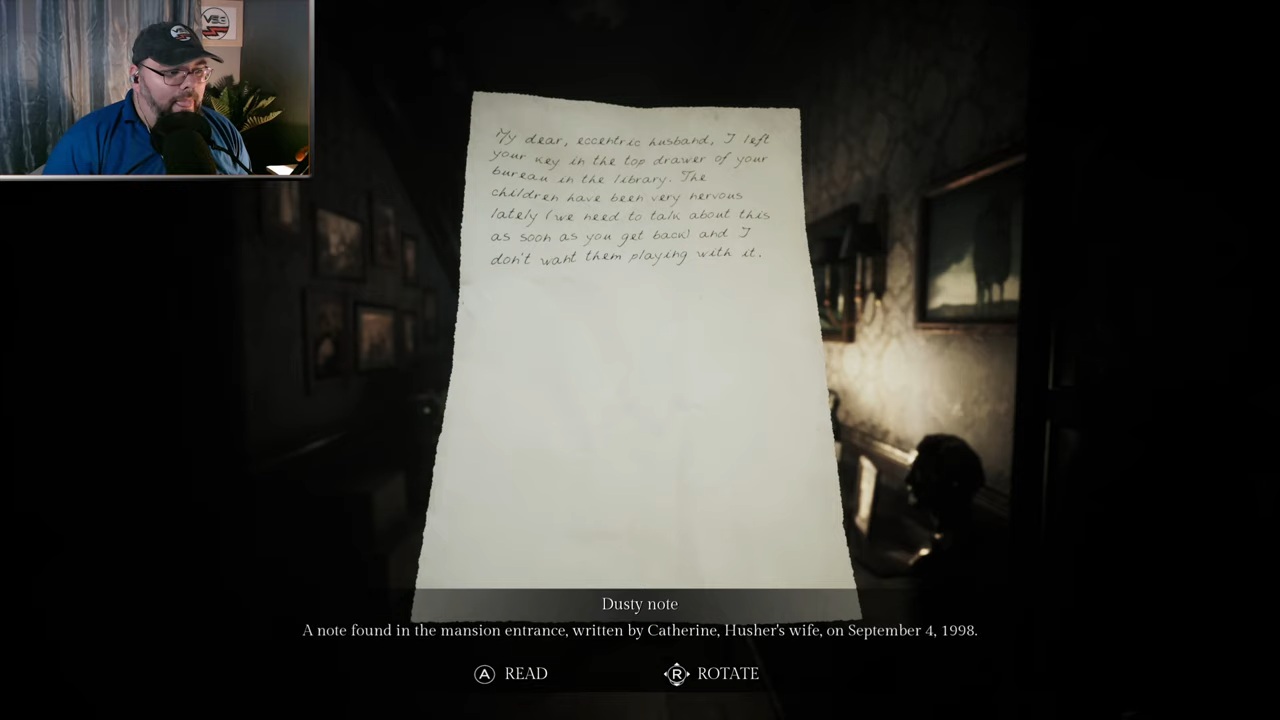 VSE
My dear, eccentric husband, I left
your key in the top drawer of your
bureau in the library. The
children have been very nervous
lately (we need to talk about this
as soon as you get back) and I
don't want them playing with it.
Dusty note
A note found in the mansion entrance, written by Catherine, Husher's wife, on September 4, 1998.
A READ
R ROTATE